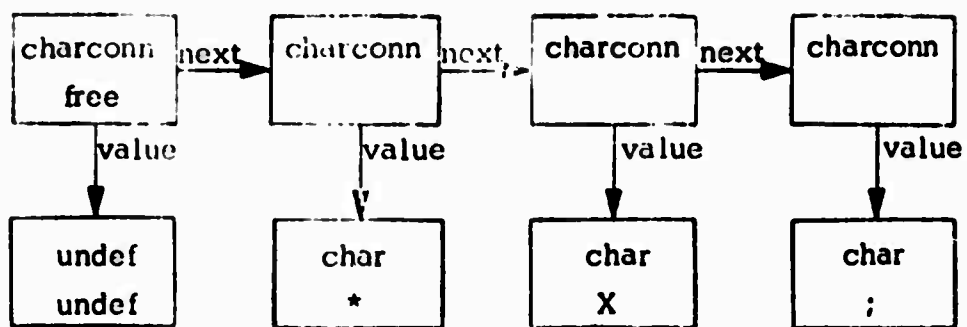 charconn next charconn next charconn next charconn
free
value value value value
undef char char char
undef * X ;